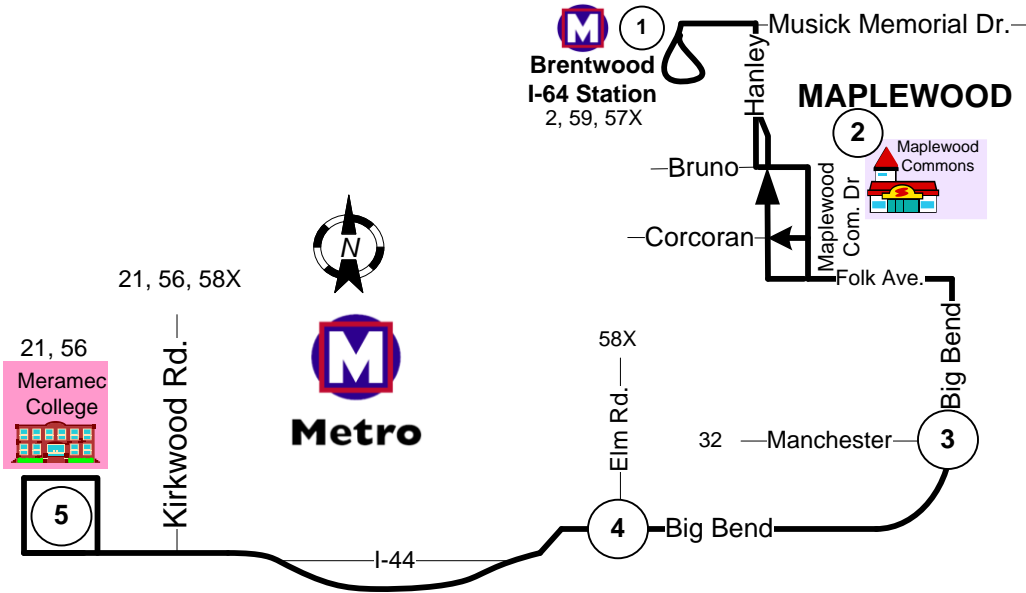 M
1
Musick Memorial Dr.
Brentwood
I-64 Station
2, 59, 57X
Hanley
MAPLEWOOD
2
Maplewood
Commons
S
Bruno
Maplewood
Com. Dr
Corcoran
Folk Ave.
N
21, 56, 58X
M
Metro
21, 56
Meramec
College
Kirkwood Rd.
58X
Elm Rd.
Big Bend
32
Manchester
3
5
4
Big Bend
I-44